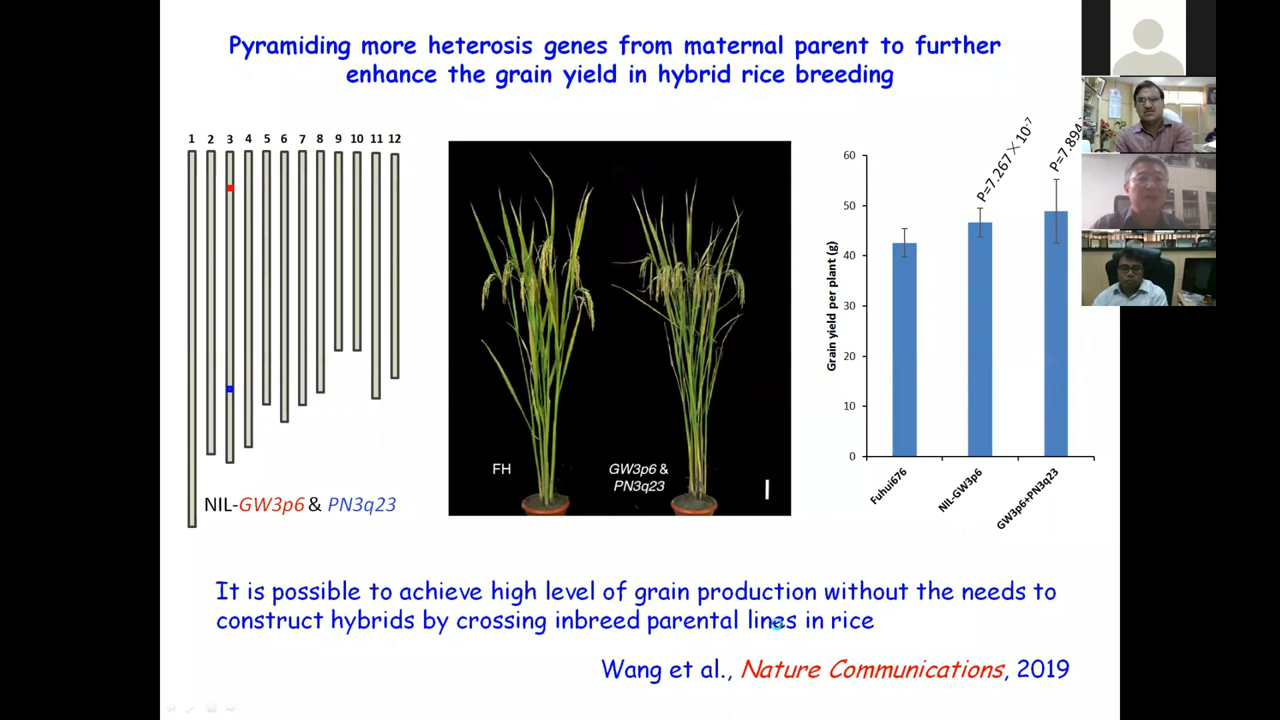 Pyramiding more heterosis genes from maternal parent to further
enhance the grain yield in hybrid rice breeding
1 2 3 4 5 6 7 8 9 10 11 12
NIL-GW3p6 & PN3q23
FH
GW3p6 &
PN3q23
Grain yield per plant (g)
60
50
40
30
20
10
0
P=7.267×10-7
P=7.894
Fuhui676
NIL-GW3p6
GW3p6+PN3q23
It is possible to achieve high level of grain production without the needs to
construct hybrids by crossing inbreed parental lines in rice
Wang et al., Nature Communications, 2019